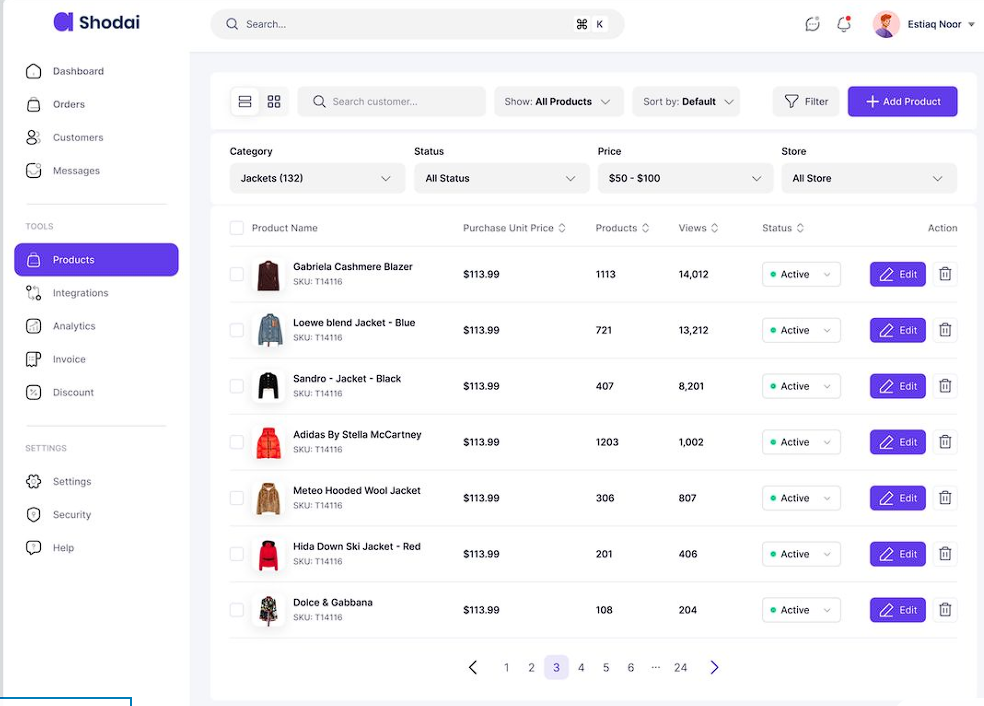 Shodai
Search... ⌘ K
Estiaq Noor
Dashboard
Orders
Customers
Messages
TOOLS
Products
Integrations
Analytics
Invoice
Discount
SETTINGS
Settings
Security
Help
Search customer...
Show: All Products
Sort by: Default
Filter
+ Add Product
Category Status Price Store
Jackets (132) All Status $50 - $100 All Store
Product Name Purchase Unit Price Products Views Status Action
Gabriela Cashmere Blazer
SKU: T14116
$113.99 1113 14,012 Active Edit
Loewe blend Jacket - Blue
SKU: T14116
$113.99 721 13,212 Active Edit
Sandro - Jacket - Black
SKU: T14116
$113.99 407 8,201 Active Edit
Adidas By Stella McCartney
SKU: T14116
$113.99 1203 1,002 Active Edit
Meteo Hooded Wool Jacket
SKU: T14116
$113.99 306 807 Active Edit
Hida Down Ski Jacket - Red
SKU: T14116
$113.99 201 406 Active Edit
Dolce & Gabbana
SKU: T14116
$113.99 108 204 Active Edit
1 2 3 4 5 6 ... 24